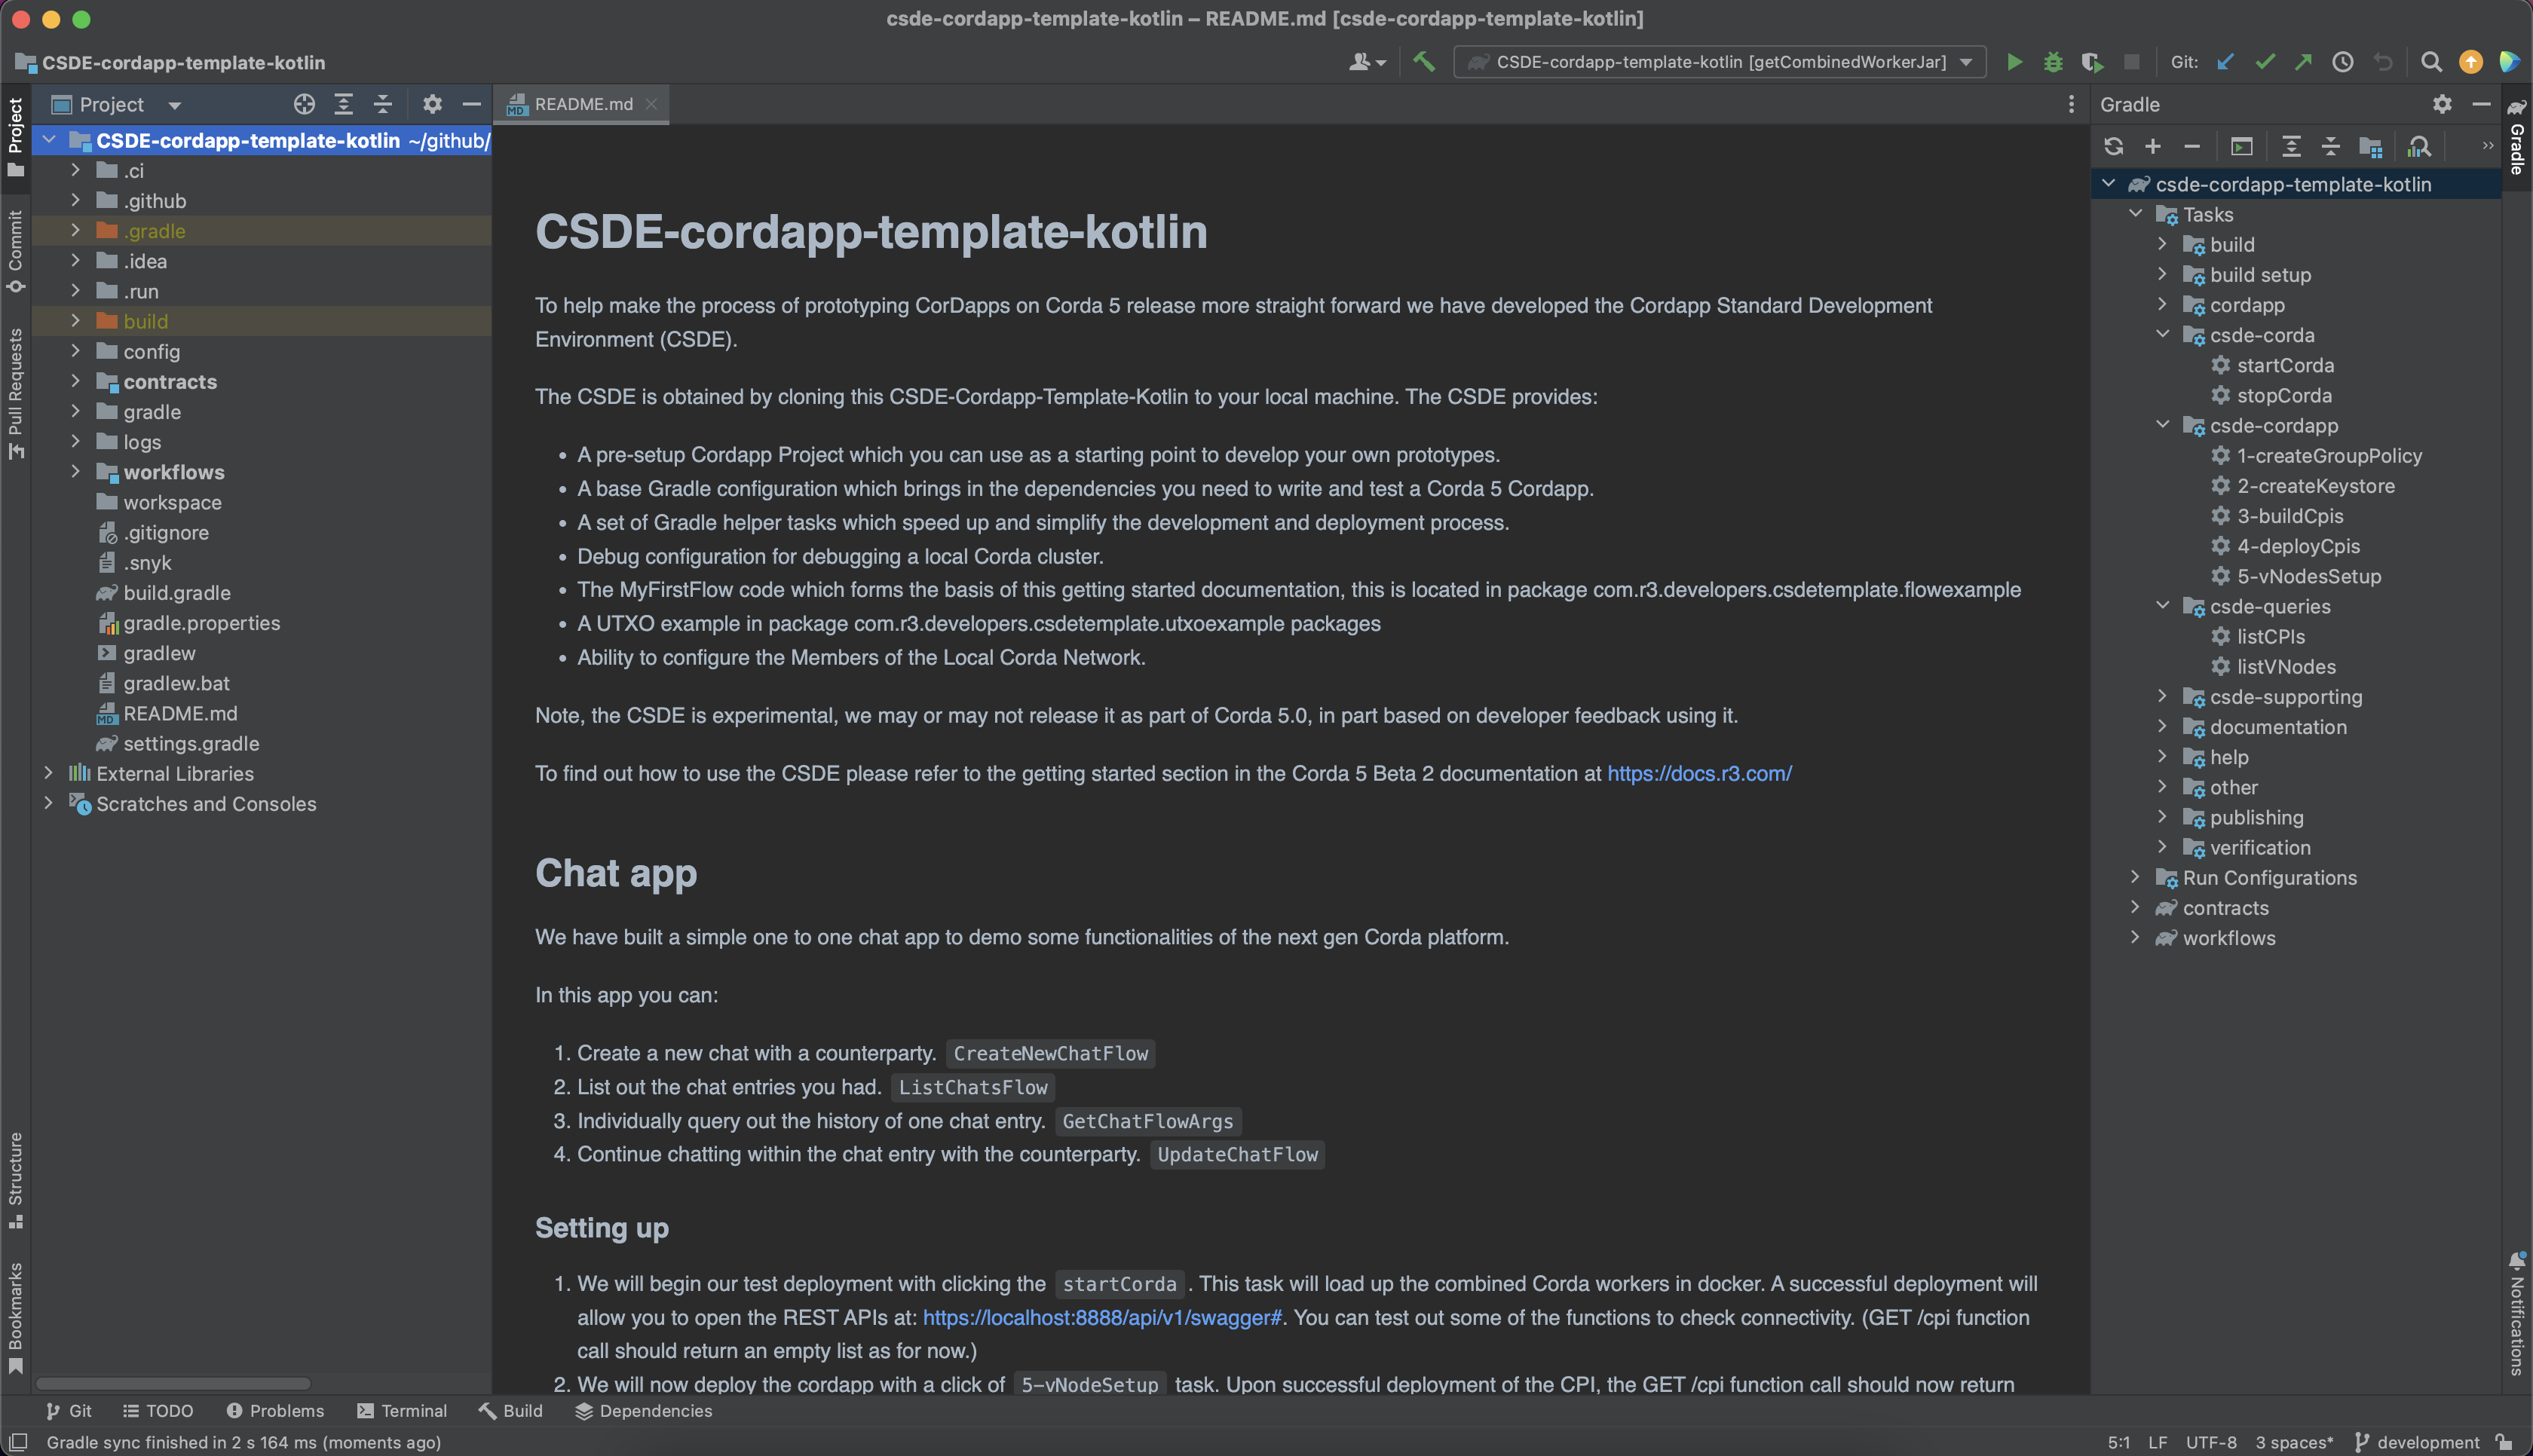 csde-cordapp-template-kotlin – README.md [csde-cordapp-template-kotlin]
CSDE-cordapp-template-kotlin
CSDE-cordapp-template-kotlin [getCombinedWorkerJar]
Git:
Project
Commit
Pull Requests
Structure
Bookmarks
Project
CSDE-cordapp-template-kotlin ~/github/
.ci
.github
.gradle
.idea
.run
build
config
contracts
gradle
logs
workflows
workspace
.gitignore
.snyk
build.gradle
gradle.properties
gradlew
gradlew.bat
MD README.md
settings.gradle
External Libraries
Scratches and Consoles
MD README.md
CSDE-cordapp-template-kotlin
To help make the process of prototyping CorDapps on Corda 5 release more straight forward we have developed the Cordapp Standard Development
Environment (CSDE).
The CSDE is obtained by cloning this CSDE-Cordapp-Template-Kotlin to your local machine. The CSDE provides:
• A pre-setup Cordapp Project which you can use as a starting point to develop your own prototypes.
• A base Gradle configuration which brings in the dependencies you need to write and test a Corda 5 Cordapp.
• A set of Gradle helper tasks which speed up and simplify the development and deployment process.
• Debug configuration for debugging a local Corda cluster.
• The MyFirstFlow code which forms the basis of this getting started documentation, this is located in package com.r3.developers.csdetemplate.flowexample
• A UTXO example in package com.r3.developers.csdetemplate.utxoexample packages
• Ability to configure the Members of the Local Corda Network.
Note, the CSDE is experimental, we may or may not release it as part of Corda 5.0, in part based on developer feedback using it.
To find out how to use the CSDE please refer to the getting started section in the Corda 5 Beta 2 documentation at https://docs.r3.com/
Chat app
We have built a simple one to one chat app to demo some functionalities of the next gen Corda platform.
In this app you can:
1. Create a new chat with a counterparty. CreateNewChatFlow
2. List out the chat entries you had. ListChatsFlow
3. Individually query out the history of one chat entry. GetChatFlowArgs
4. Continue chatting within the chat entry with the counterparty. UpdateChatFlow
Setting up
1. We will begin our test deployment with clicking the startCorda . This task will load up the combined Corda workers in docker. A successful deployment will
allow you to open the REST APIs at: https://localhost:8888/api/v1/swagger#. You can test out some of the functions to check connectivity. (GET /cpi function
call should return an empty list as for now.)
2. We will now deploy the cordapp with a click of 5-vNodeSetup task. Upon successful deployment of the CPI, the GET /cpi function call should now return
Gradle
csde-cordapp-template-kotlin
Tasks
build
build setup
cordapp
csde-corda
startCorda
stopCorda
csde-cordapp
1-createGroupPolicy
2-createKeystore
3-buildCpis
4-deployCpis
5-vNodesSetup
csde-queries
listCPIs
listVNodes
csde-supporting
documentation
help
other
publishing
verification
Run Configurations
contracts
workflows
Gradle
Notifications
Git
TODO
Problems
Terminal
Build
Dependencies
Gradle sync finished in 2 s 164 ms (moments ago)
5:1 LF UTF-8 3 spaces* development